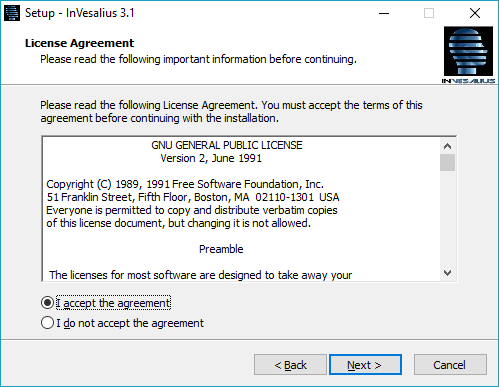 Setup - InVesalius 3.1
License Agreement
Please read the following important information before continuing.
INVESALIUS
Please read the following License Agreement. You must accept the terms of this
agreement before continuing with the installation.
GNU GENERAL PUBLIC LICENSE
Version 2, June 1991
Copyright (C) 1989, 1991 Free Software Foundation, Inc.
51 Franklin Street, Fifth Floor, Boston, MA 02110-1301 USA
Everyone is permitted to copy and distribute verbatim copies
of this license document, but changing it is not allowed.
Preamble
The licenses for most software are designed to take away your
I accept the agreement
I do not accept the agreement
< Back
Next >
Cancel